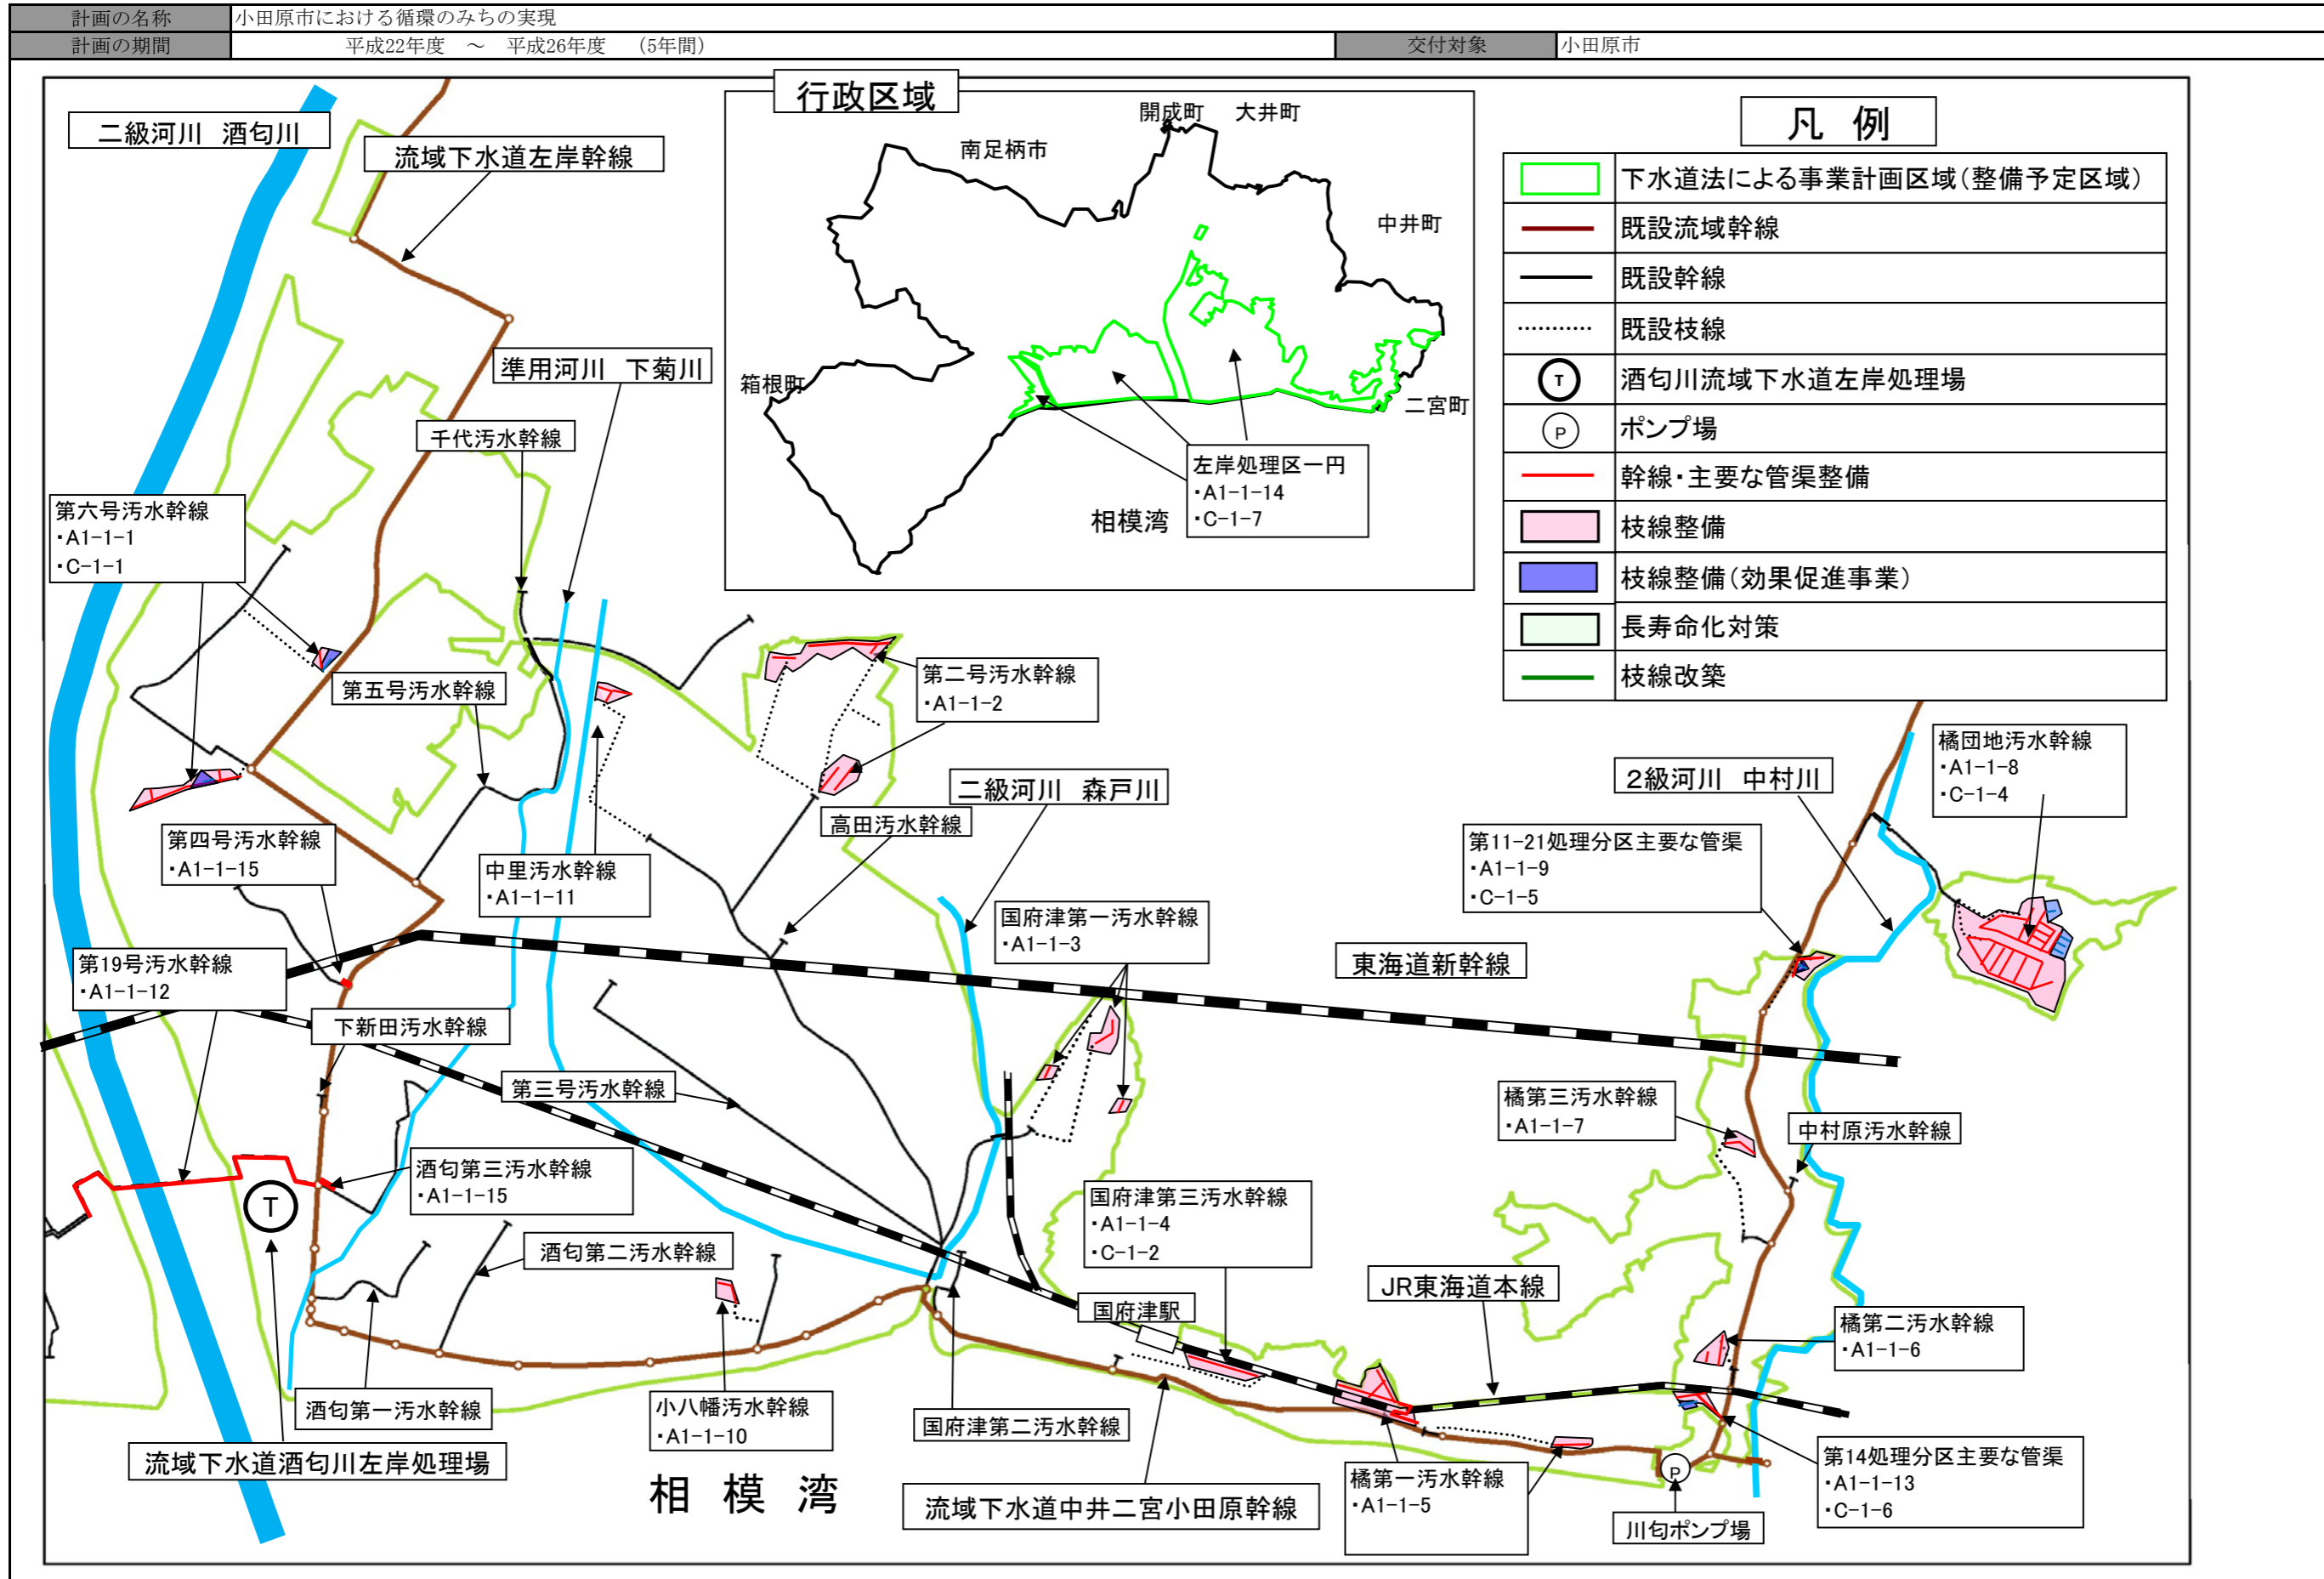 計画の名称 小田原市における循環のみちの実現
計画の期間 平成22年度 ～ 平成26年度 （5年間） 交付対象 小田原市
二級河川 酒匂川
流域下水道左岸幹線
行政区域
開成町 大井町
南足柄市
中井町
箱根町
二宮町
左岸処理区一円
・A1-1-14
・C-1-7
相模湾
凡 例
下水道法による事業計画区域（整備予定区域）
既設流域幹線
既設幹線
既設枝線
T 酒匂川流域下水道左岸処理場
P ポンプ場
幹線・主要な管渠整備
枝線整備
枝線整備（効果促進事業）
長寿命化対策
枝線改築
準用河川 下菊川
千代汚水幹線
第六号汚水幹線
・A1-1-1
・C-1-1
第五号汚水幹線
第二号汚水幹線
・A1-1-2
二級河川 森戸川
高田汚水幹線
第四号汚水幹線
・A1-1-15
中里汚水幹線
・A1-1-11
国府津第一汚水幹線
・A1-1-3
2級河川 中村川
橘団地汚水幹線
・A1-1-8
・C-1-4
第11-21処理分区主要な管渠
・A1-1-9
・C-1-5
東海道新幹線
第19号汚水幹線
・A1-1-12
下新田汚水幹線
第三号汚水幹線
橘第三汚水幹線
・A1-1-7
中村原汚水幹線
酒匂第三汚水幹線
・A1-1-15
T
国府津第三汚水幹線
・A1-1-4
・C-1-2
酒匂第二汚水幹線
JR東海道本線
国府津駅
橘第二汚水幹線
・A1-1-6
酒匂第一汚水幹線
小八幡汚水幹線
・A1-1-10
国府津第二汚水幹線
流域下水道酒匂川左岸処理場
相 模 湾
流域下水道中井二宮小田原幹線
橘第一汚水幹線
・A1-1-5
P
川匂ポンプ場
第14処理分区主要な管渠
・A1-1-13
・C-1-6